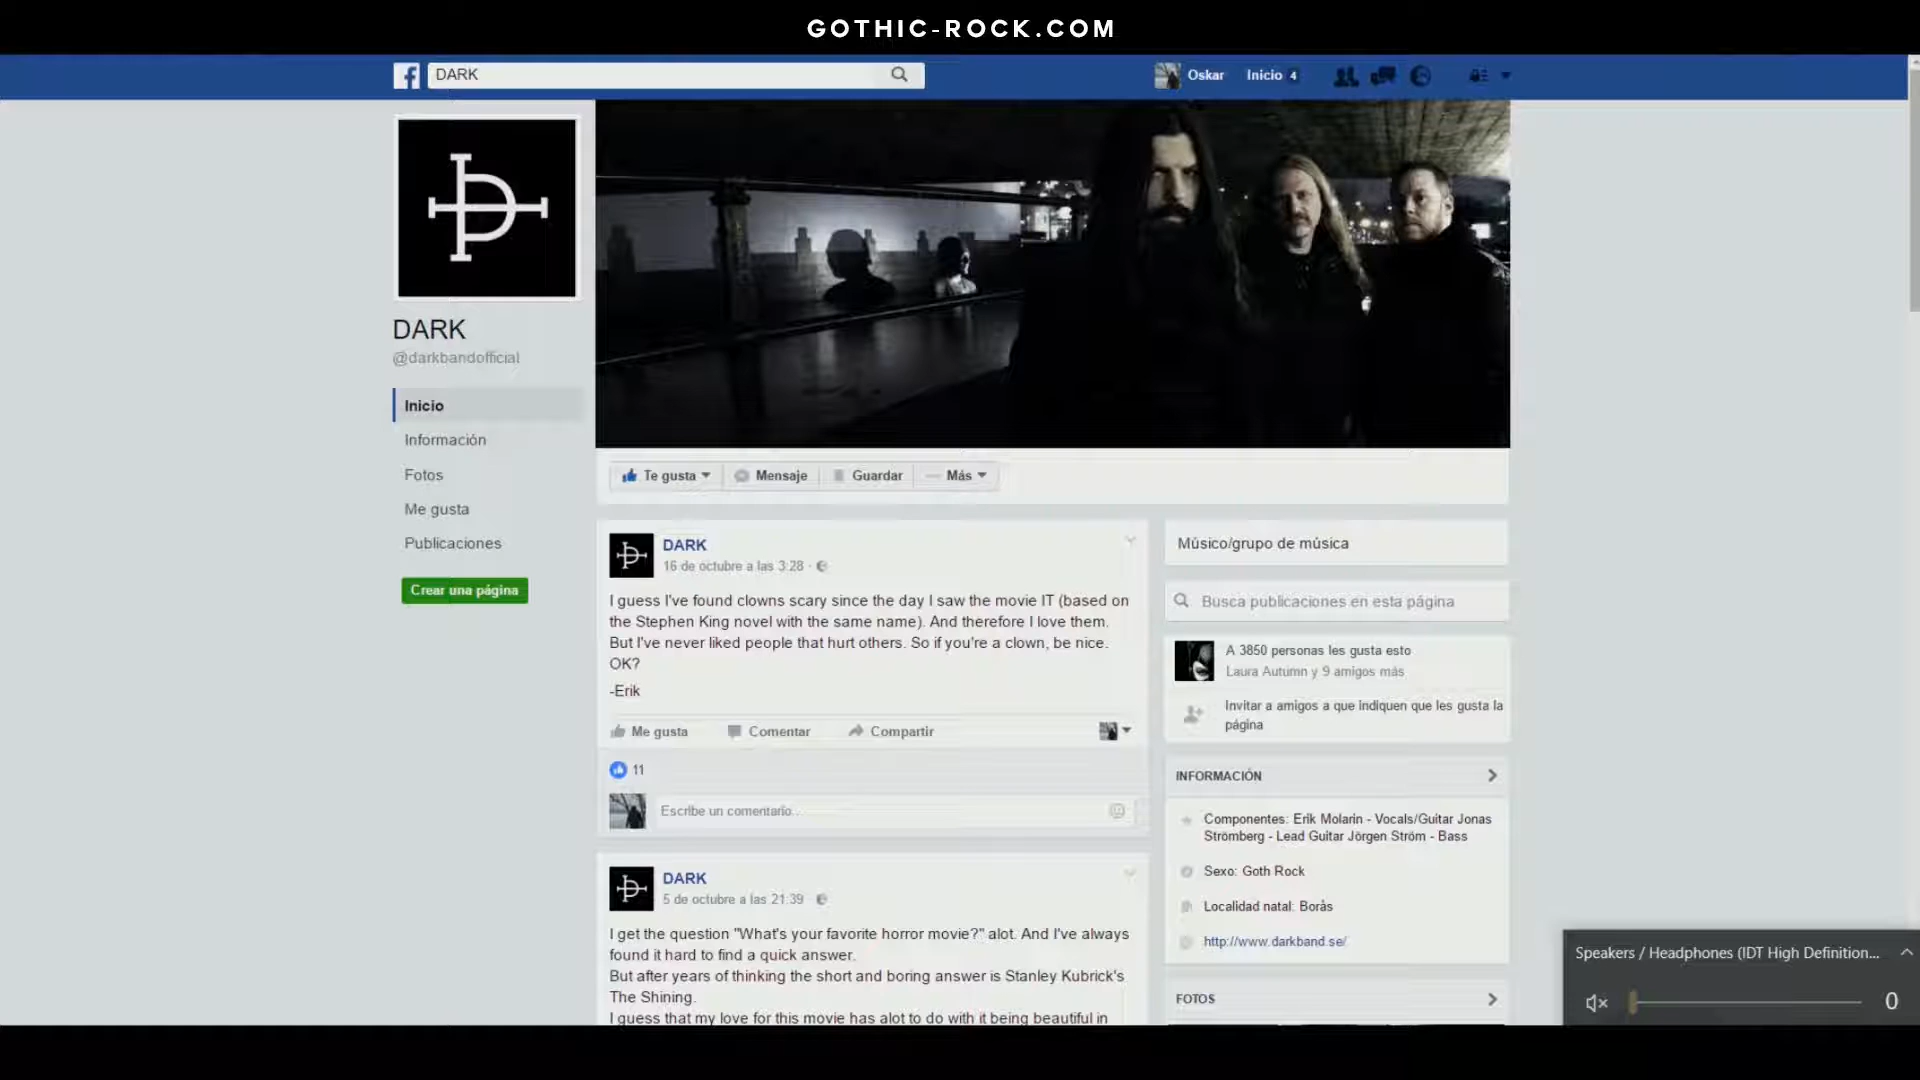 GOTHIC-ROCK.COM
DARK
Oskar
Inicio 4
DARK
@darkbandofficial
Inicio
Información
Fotos
Me gusta
Publicaciones
Crear una página
Te gusta
Mensaje
Guardar
Más
DARK
16 de octubre a las 3:28 ·
I guess I've found clowns scary since the day I saw the movie IT (based on
the Stephen King novel with the same name). And therefore I love them.
But I've never liked people that hurt others. So if you're a clown, be nice.
OK?
-Erik
Me gusta
Comentar
Compartir
11
Escribe un comentario...
DARK
5 de octubre a las 21:39 ·
I get the question "What's your favorite horror movie?" alot. And I've always
found it hard to find a quick answer.
But after years of thinking the short and boring answer is Stanley Kubrick's
The Shining.
I guess that my love for this movie has alot to do with it being beautiful in
Músico/grupo de música
Busca publicaciones en esta página
A 3850 personas les gusta esto
Laura Autumn y 9 amigos más
Invitar a amigos a que indiquen que les gusta la
página
INFORMACIÓN
Componentes: Erik Molarin - Vocals/Guitar Jonas
Strömberg - Lead Guitar Jörgen Ström - Bass
Sexo: Goth Rock
Localidad natal: Borås
http://www.darkband.se/
FOTOS
Speakers / Headphones (IDT High Definition...
0